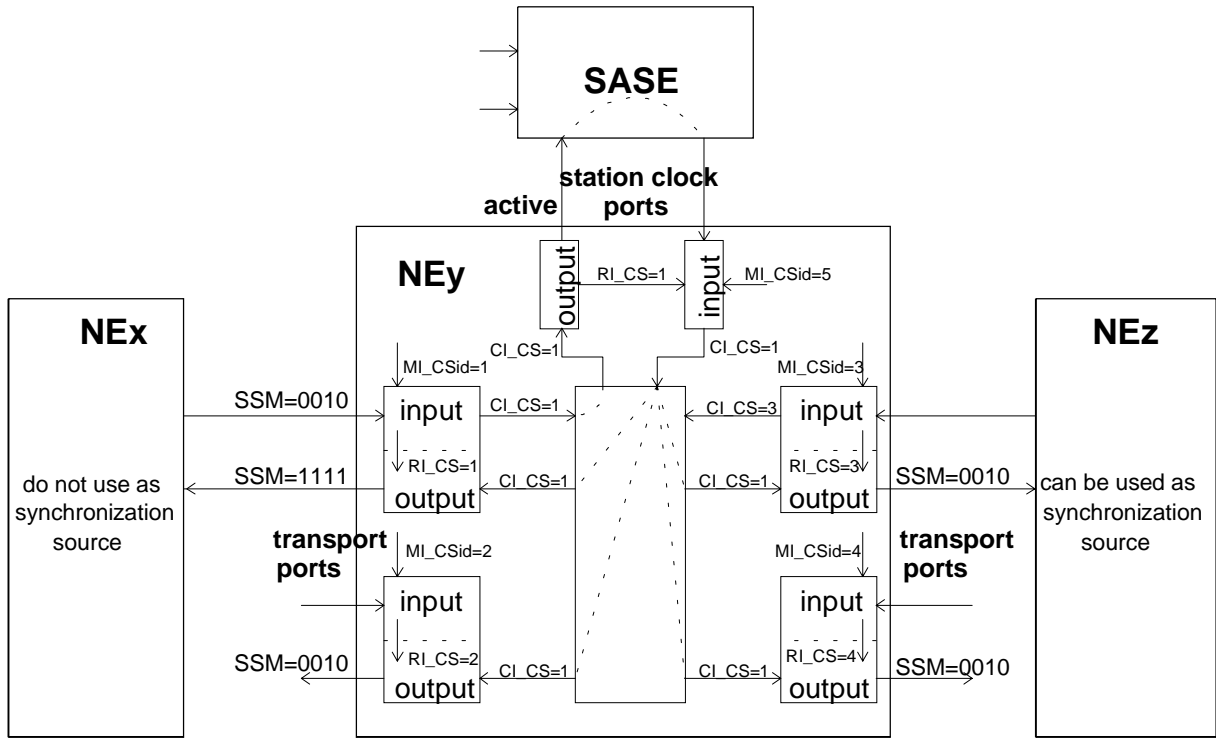 SASE
station clock
active ports
NEy
output
RI_CS=1
input
MI_CSid=5
NEx
NEz
CI_CS=1
CI_CS=1
MI_CSid=1
MI_CSid=3
SSM=0010
input
CI_CS=1
CI_CS=3
input
RI_CS=1
RI_CS=3
SSM=1111
output
CI_CS=1
CI_CS=1
output
SSM=0010
do not use as
synchronization
source
can be used as
synchronization
source
transport
ports
MI_CSid=2
MI_CSid=4
transport
ports
input
input
RI_CS=2
RI_CS=4
SSM=0010
output
CI_CS=1
CI_CS=1
output
SSM=0010